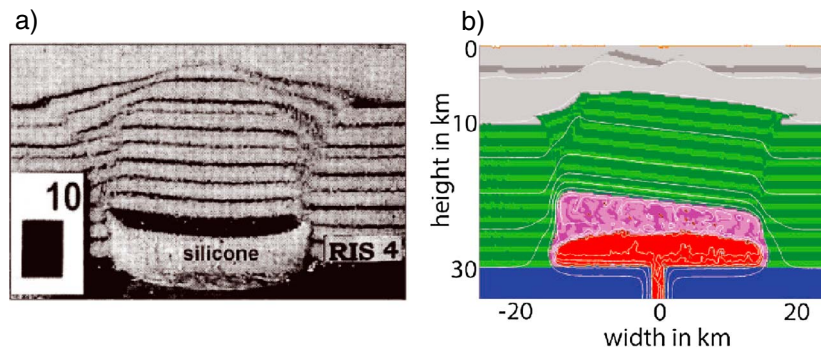 a)
10
silicone
RIS 4
b)
0
10
30
height in km
-20
0
20
width in km